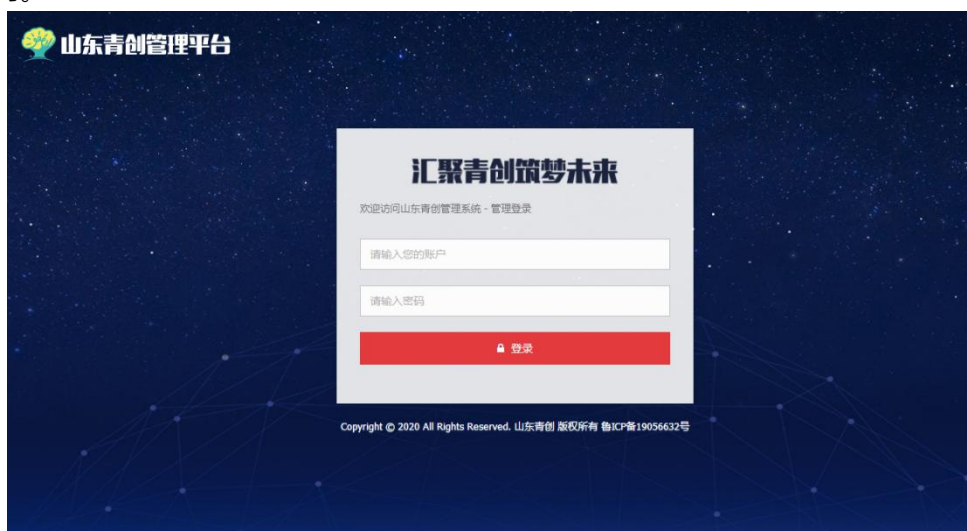 山东青创管理平台
汇聚青创筑梦未来
欢迎访问山东青创管理系统 - 管理登录
请输入您的账户
请输入密码
登录
Copyright © 2020 All Rights Reserved. 山东青创 版权所有 鲁ICP备19056632号